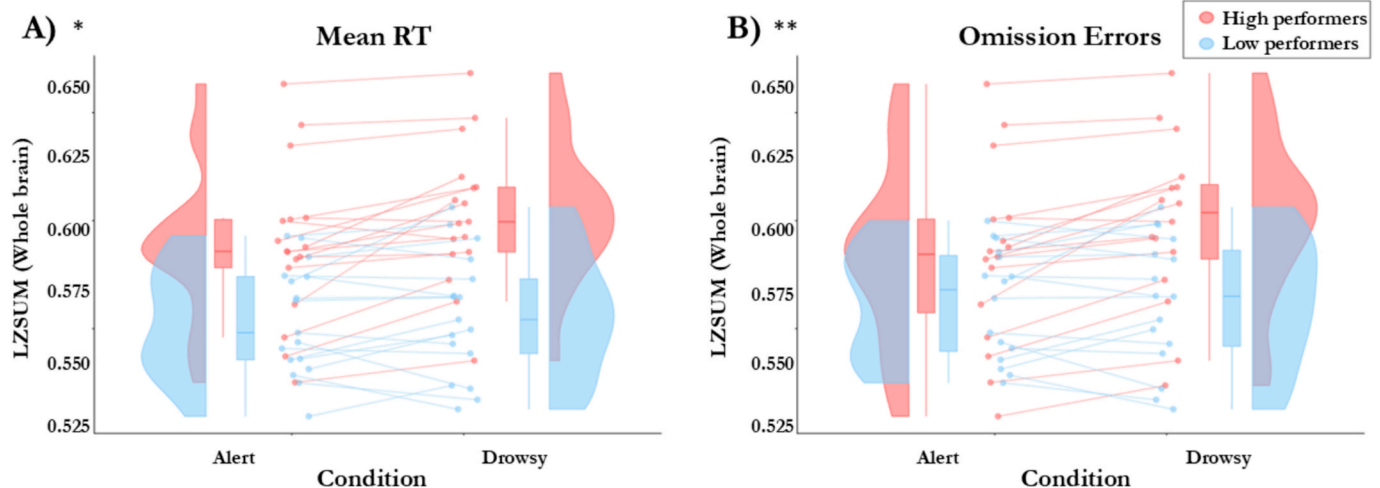 A) *
Mean RT
LZSUM (Whole brain)
0.650
0.625
0.600
0.575
0.550
0.525
Alert
Drowsy
Condition
B) **
Omission Errors
High performers
Low performers
LZSUM (Whole brain)
0.650
0.625
0.600
0.575
0.550
0.525
Alert
Drowsy
Condition